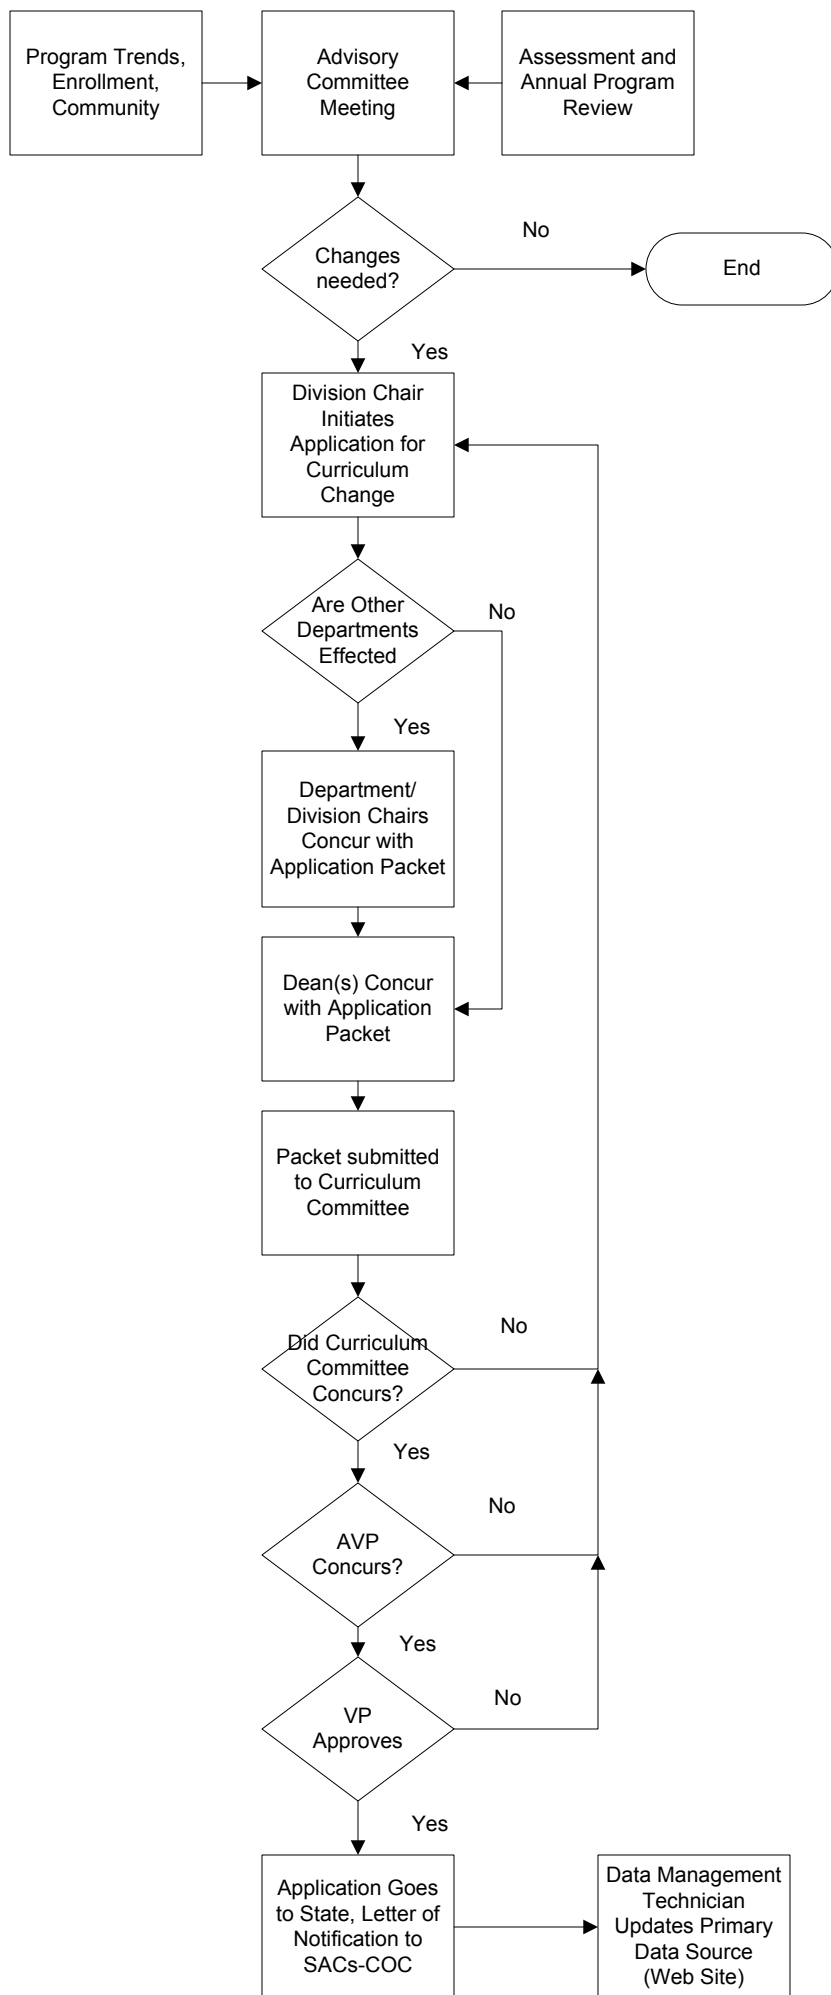 Program Trends,
Enrollment,
Community
Advisory
Committee
Meeting
Assessment and
Annual Program
Review
Changes
needed?
No
End
Yes
Division Chair
Initiates
Application for
Curriculum
Change
Are Other
Departments
Effected
No
Yes
Department/
Division Chairs
Concur with
Application Packet
Dean(s) Concur
with Application
Packet
Packet submitted
to Curriculum
Committee
Did Curriculum
Committee
Concurs?
No
Yes
AVP
Concurs?
No
Yes
VP
Approves
No
Yes
Application Goes
to State, Letter of
Notification to
SACs-COC
Data Management
Technician
Updates Primary
Data Source
(Web Site)